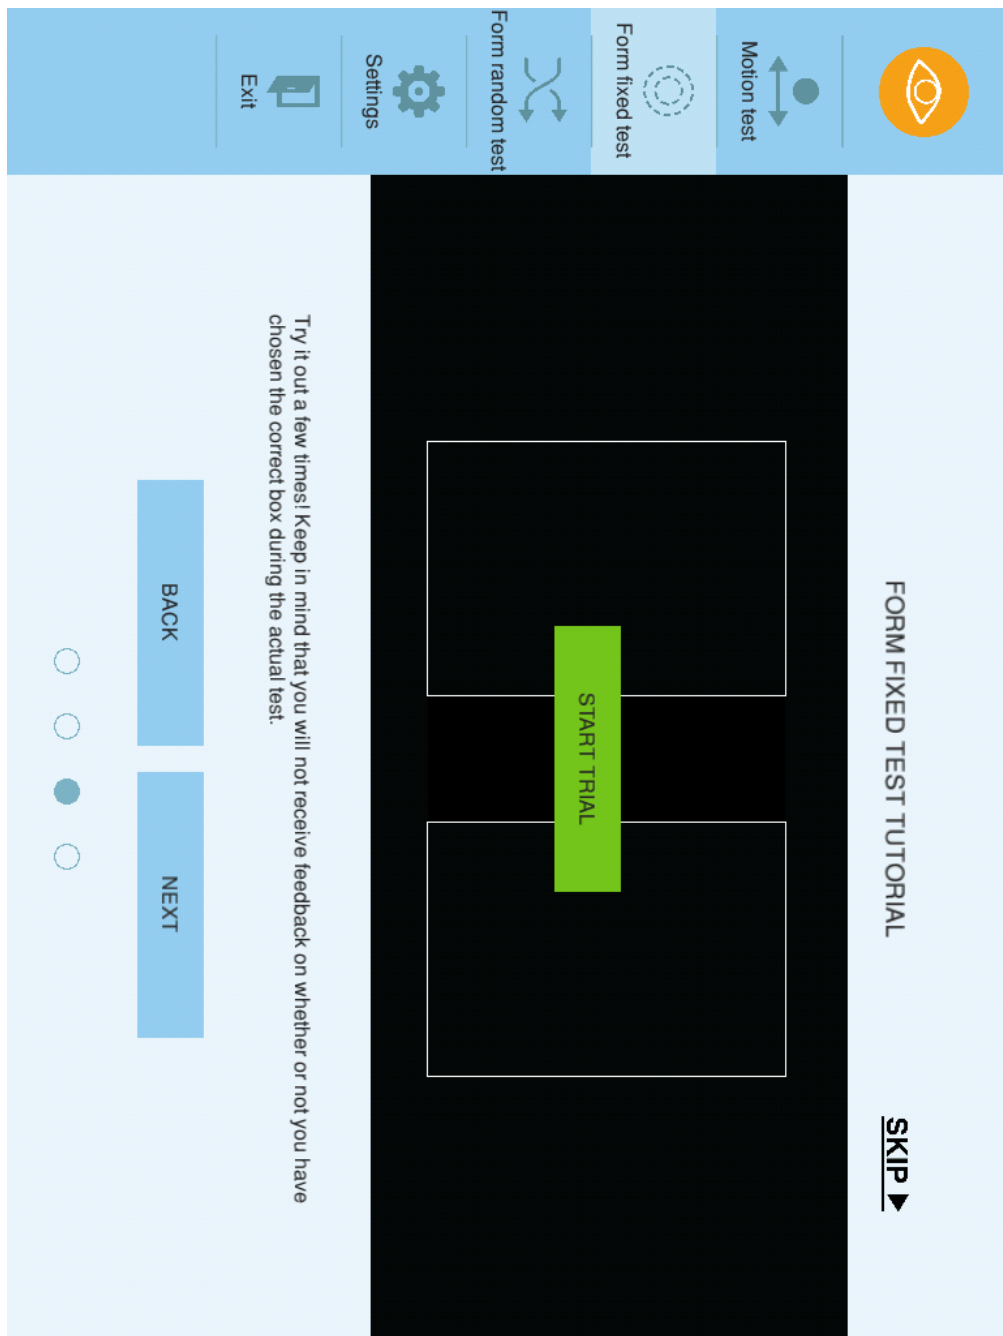 Motion test
Form fixed test
Form random test
Settings
Exit
FORM FIXED TEST TUTORIAL
SKIP
START TRIAL
Try it out a few times! Keep in mind that you will not receive feedback on whether or not you have
chosen the correct box during the actual test.
BACK
NEXT